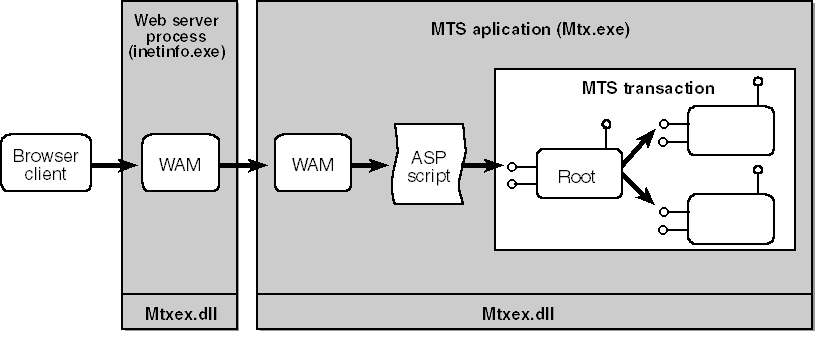 Web server
process
(inetinfo.exe)
MTS aplication (Mtx.exe)
MTS transaction
Browser
client
WAM
WAM
ASP
script
Root
Mtxex.dll
Mtxex.dll